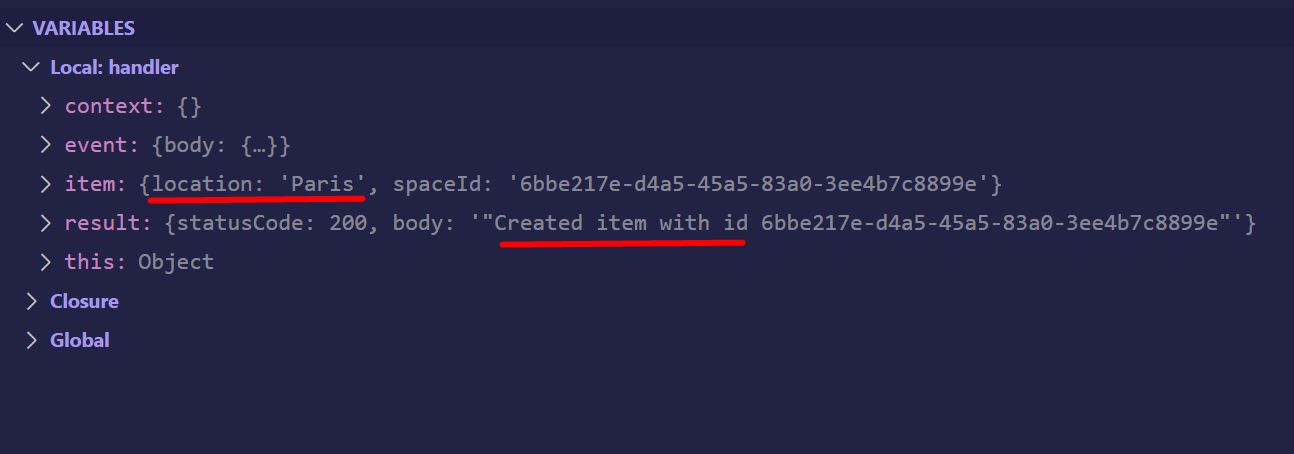 VARIABLES
Local: handler
context: {}
event: {body: {…}}
item: {location: 'Paris', spaceId: '6bbe217e-d4a5-45a5-83a0-3ee4b7c8899e'}
result: {statusCode: 200, body: '"Created item with id 6bbe217e-d4a5-45a5-83a0-3ee4b7c8899e"'}
this: Object
Closure
Global